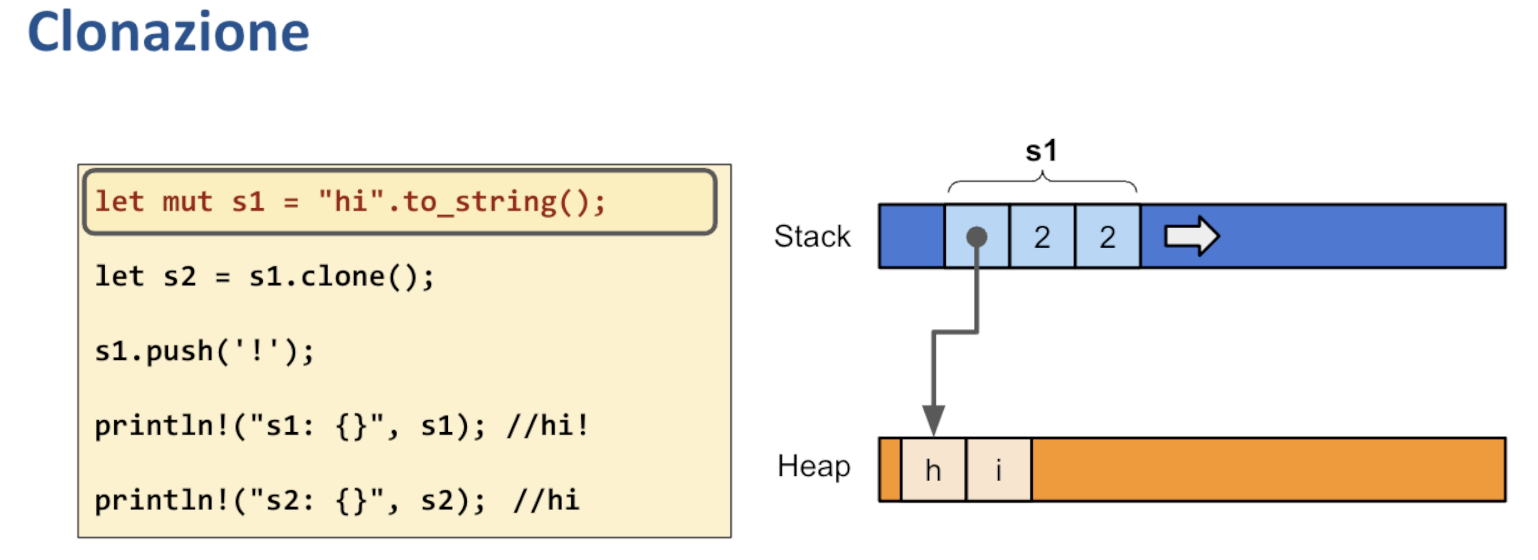 Clonazione
let mut s1 = "hi".to_string();
let s2 = s1.clone();
s1.push('!');
println!("s1: {}", s1); //hi!
println!("s2: {}", s2); //hi
s1
Stack
2 2
Heap
h i